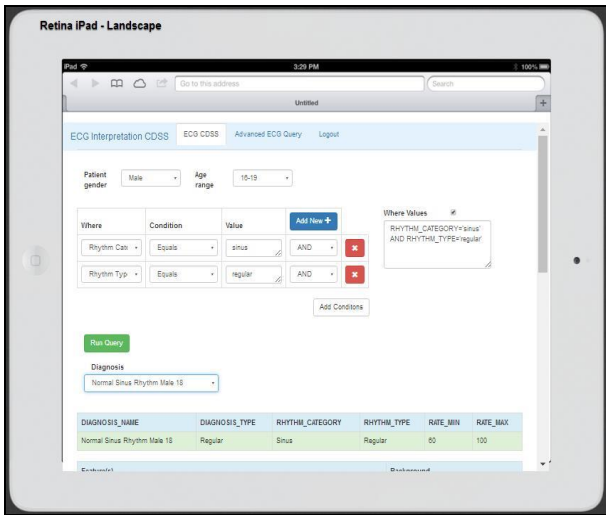 Retina iPad - Landscape
iPad 3:29 PM 100%
Go to this address Search
Untitled
ECG Interpretation CDSS ECG CDSS Advanced ECG Query Logout
Patient gender Male Age range 16-19
Where Condition Value Add New +
Where Values
Rhythm Cate Equals sinus AND
RHYTHM_CATEGORY='sinus'
AND RHYTHM_TYPE='regular'
Rhythm Typ Equals regular AND
Add Conditons
Run Query
Diagnosis
Normal Sinus Rhythm Male 18
DIAGNOSIS_NAME DIAGNOSIS_TYPE RHYTHM_CATEGORY RHYTHM_TYPE RATE_MIN RATE_MAX
Normal Sinus Rhythm Male 18 Regular Sinus Regular 60 100
Feature(s) Background